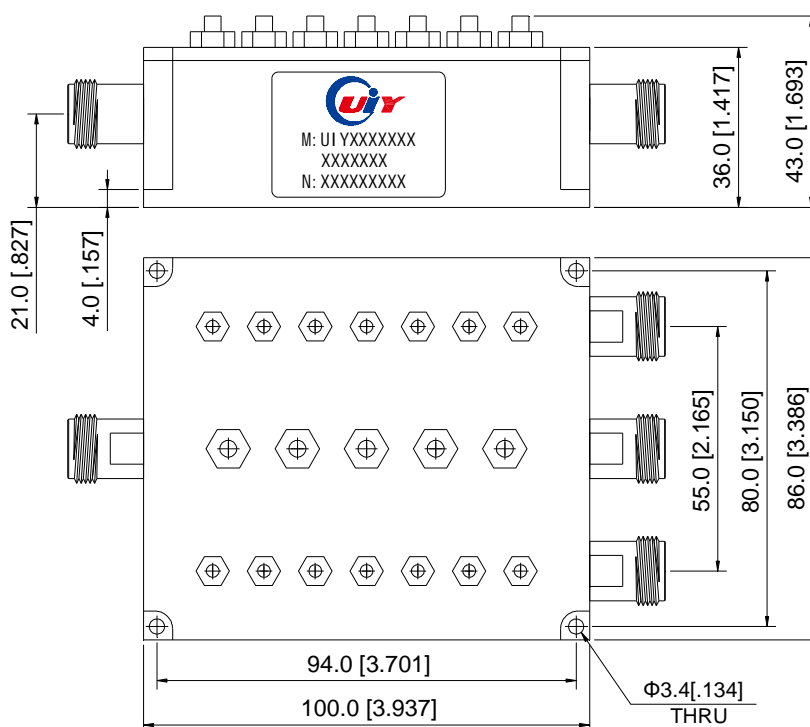 UiY
M: UIYXXXXXXX
XXXXXXX
N: XXXXXXXXX
36.0 [1.417]
43.0 [1.693]
21.0 [.827]
4.0 [.157]
55.0 [2.165]
80.0 [3.150]
86.0 [3.386]
94.0 [3.701]
100.0 [3.937]
Φ3.4[.134]
THRU